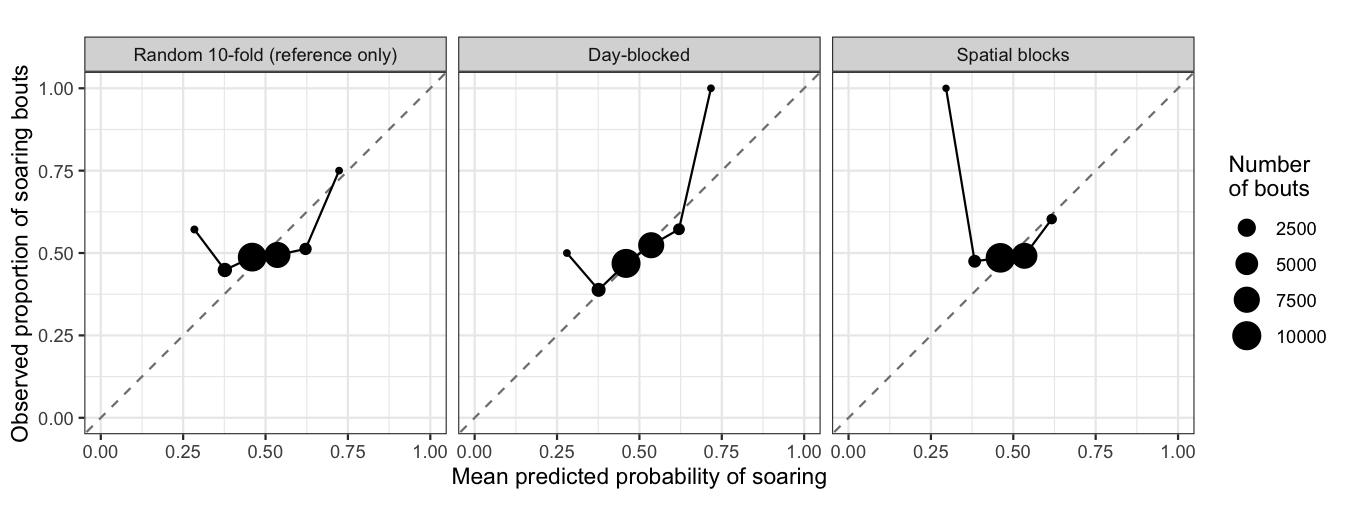 Random 10-fold (reference only)
Day-blocked
Spatial blocks
Observed proportion of soaring bouts
1.00
0.75
0.50
0.25
0.00
0.00 0.25 0.50 0.75 1.00
0.00 0.25 0.50 0.75 1.00
0.00 0.25 0.50 0.75 1.00
Mean predicted probability of soaring
Number
of bouts
2500
5000
7500
10000